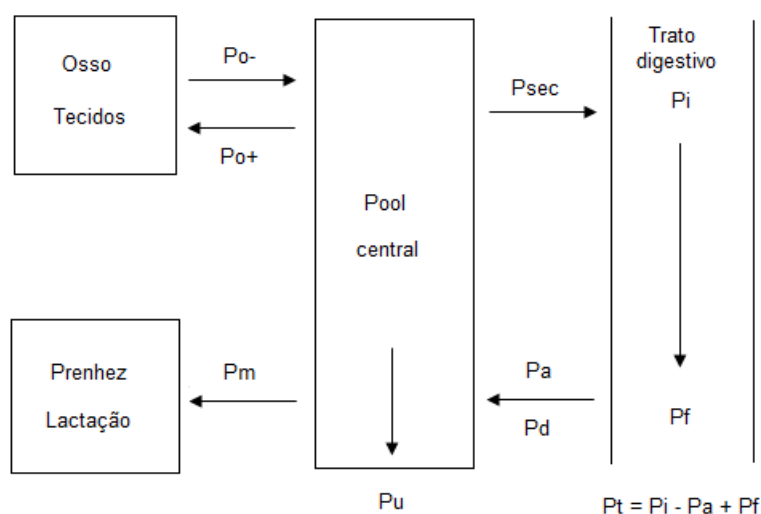 Osso
Tecidos
Po-
Po+
Pool
central
Psec
Trato
digestivo
Pi
Prenhez
Lactação
Pm
Pa
Pd
Pf
Pu
Pt = Pi - Pa + Pf